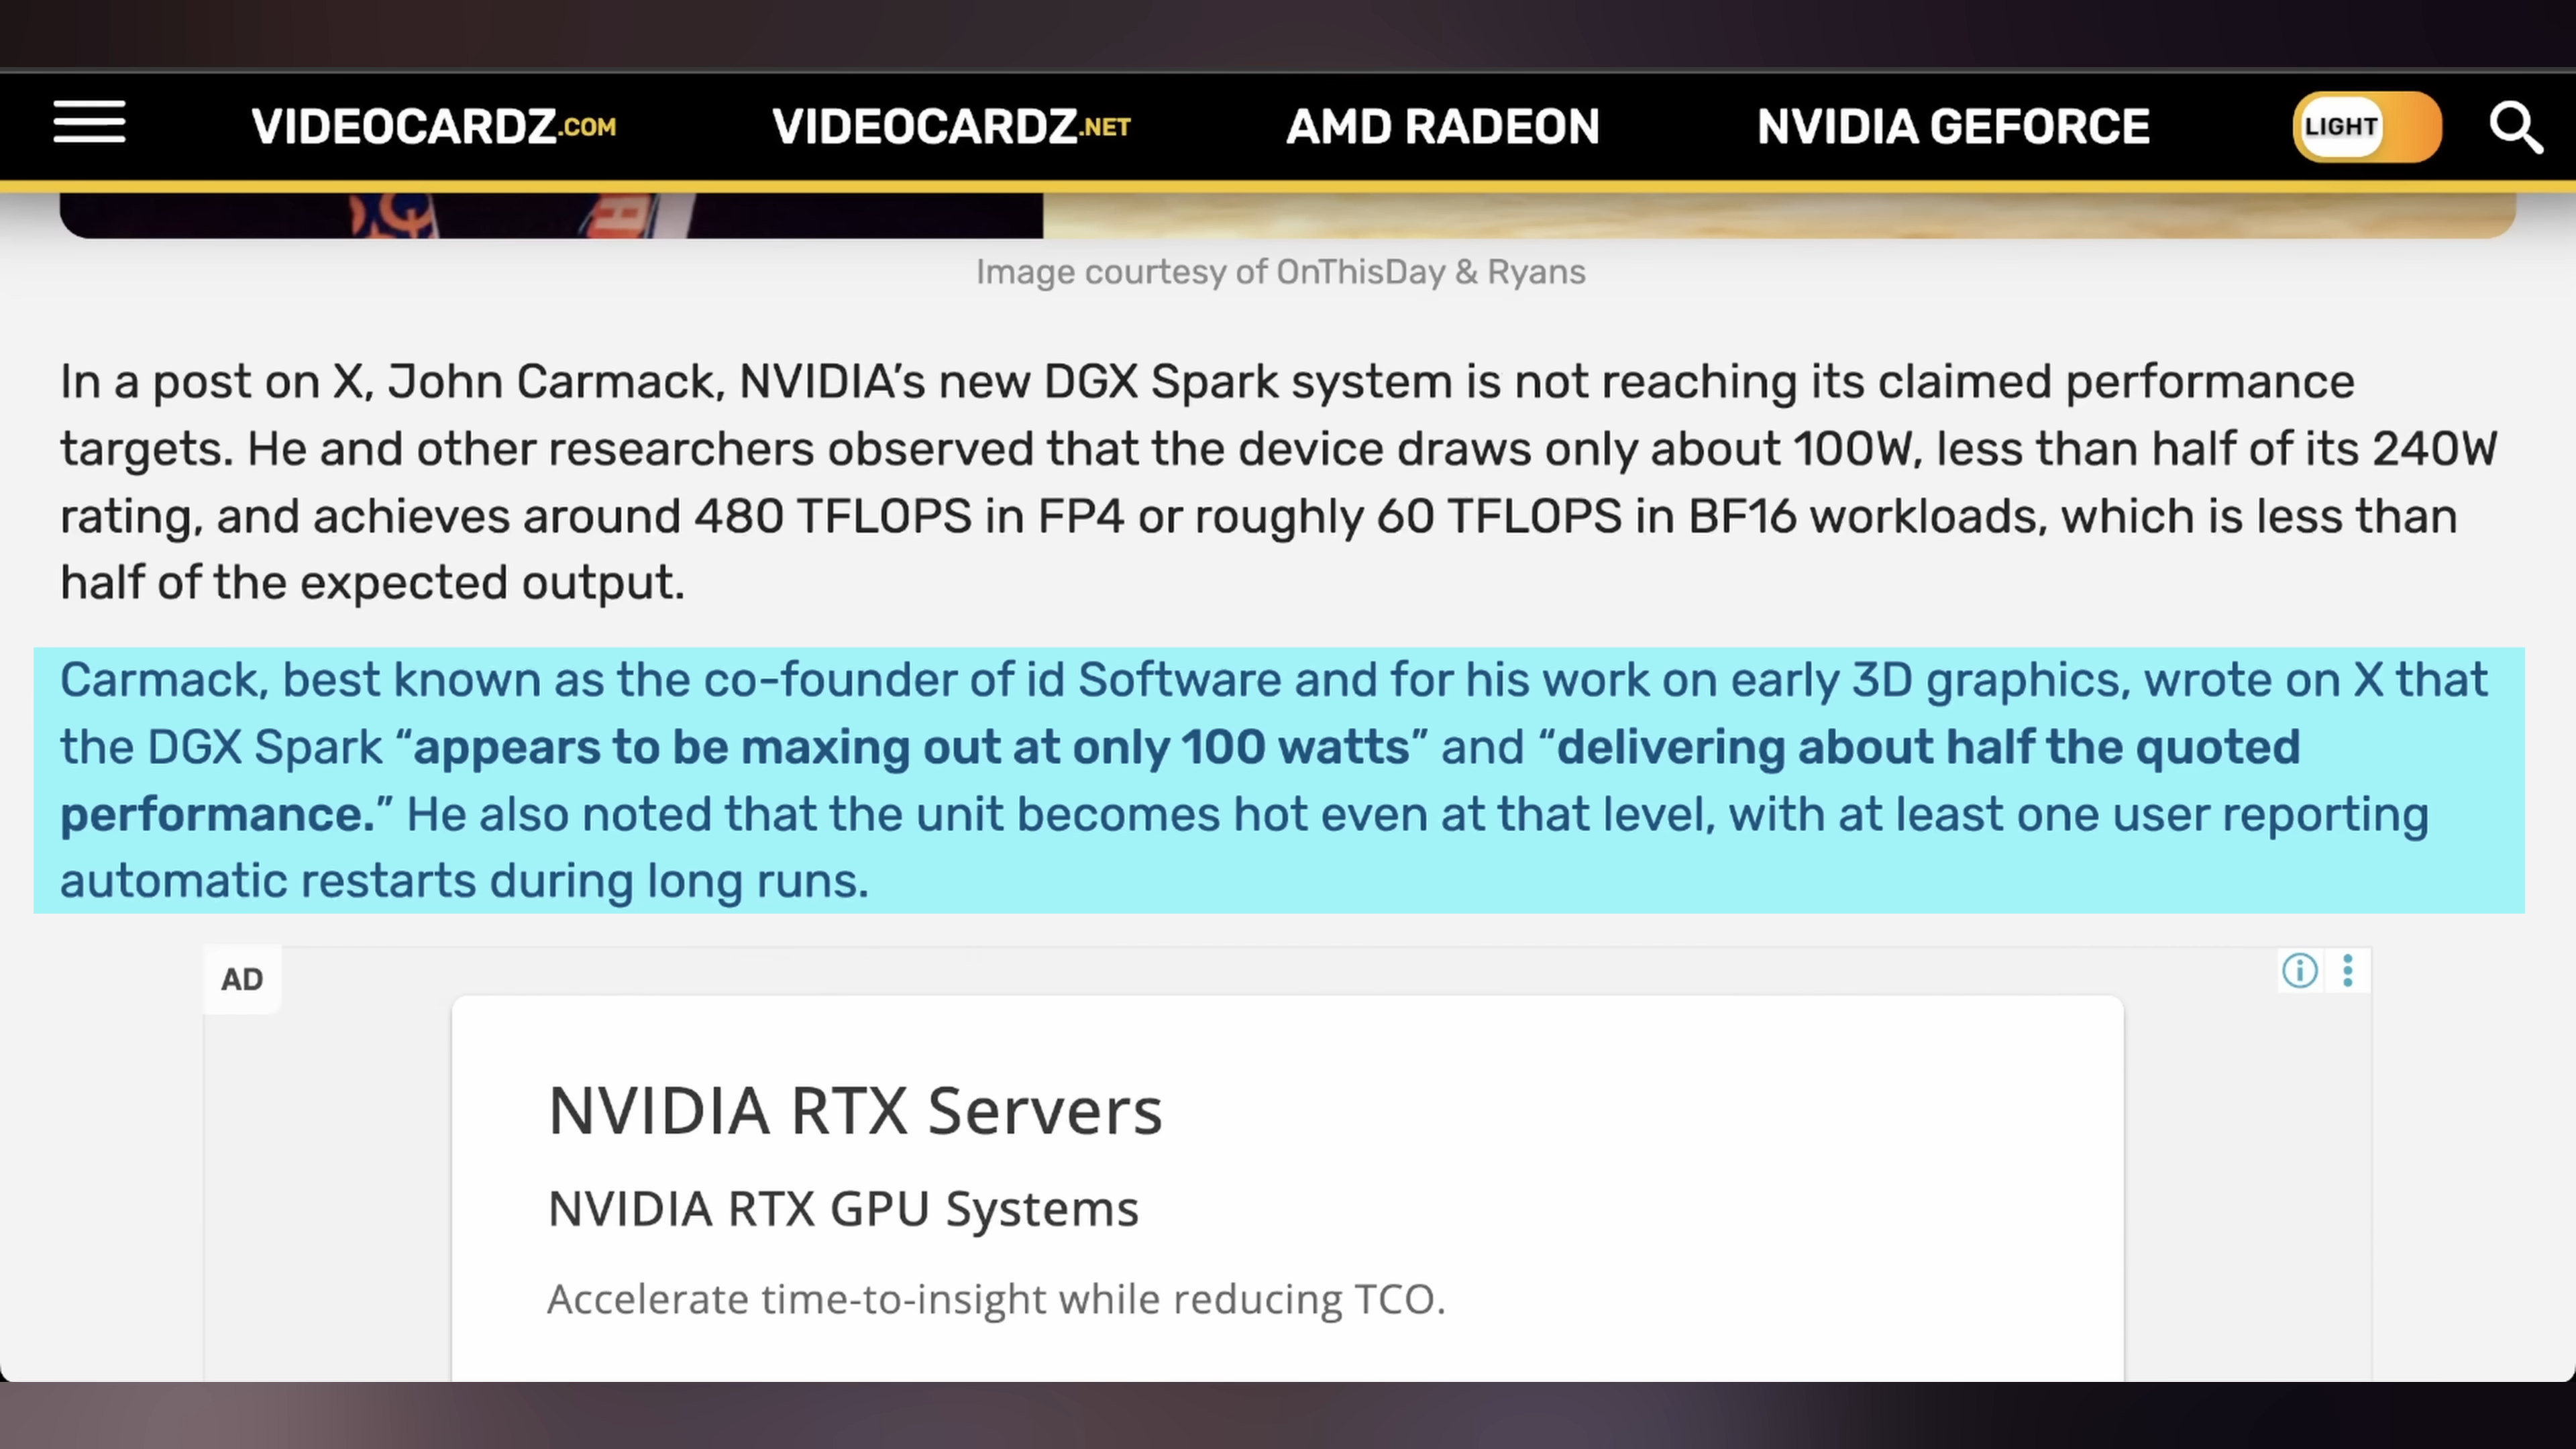 VIDEOCARDZ.COM VIDEOCARDZ.NET AMD RADEON NVIDIA GEFORCE LIGHT
Image courtesy of OnThisDay & Ryans
In a post on X, John Carmack, NVIDIA’s new DGX Spark system is not reaching its claimed performance
targets. He and other researchers observed that the device draws only about 100W, less than half of its 240W
rating, and achieves around 480 TFLOPS in FP4 or roughly 60 TFLOPS in BF16 workloads, which is less than
half of the expected output.
Carmack, best known as the co-founder of id Software and for his work on early 3D graphics, wrote on X that
the DGX Spark “appears to be maxing out at only 100 watts” and “delivering about half the quoted
performance.” He also noted that the unit becomes hot even at that level, with at least one user reporting
automatic restarts during long runs.
AD
NVIDIA RTX Servers
NVIDIA RTX GPU Systems
Accelerate time-to-insight while reducing TCO.